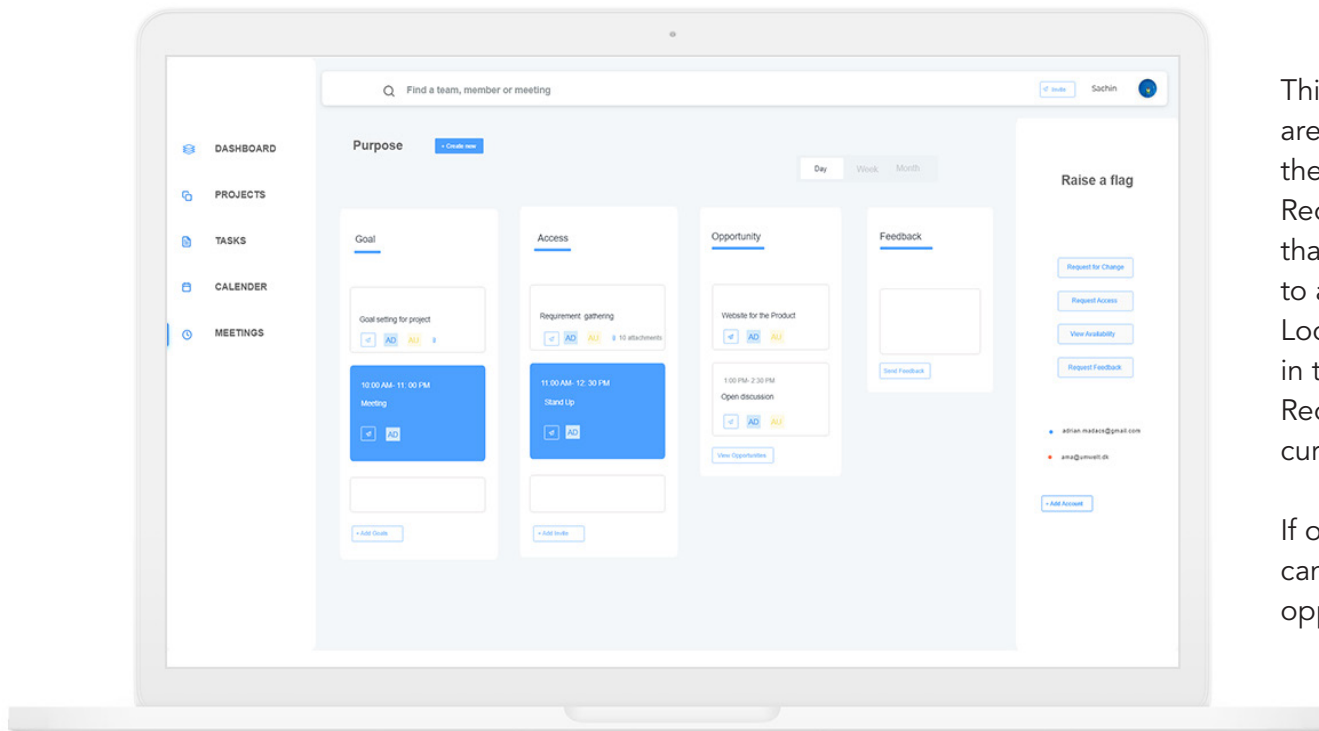 Find a team, member or meeting
Invite
Sachin
DASHBOARD
PROJECTS
TASKS
CALENDER
MEETINGS
Purpose
+ Create new
Day
Week
Month
Goal
Goal setting for project
AD
AU
10:00 AM- 11: 00 PM
Meeting
AD
+ Add Goals
Access
Requirement gathering
AD
AU
10 attachments
11:00 AM- 12: 30 PM
Stand Up
AD
+ Add Invite
Opportunity
Website for the Product
AD
AU
1:00 PM- 2:30 PM
Open discussion
AD
AU
View Opportunities
Feedback
Send Feedback
Raise a flag
Request for Change
Request Access
View Availability
Request Feedback
adrian.madacs@gmail.com
ama@umwelt.dk
+ Add Account
Thi
are
the
Rec
tha
to a
Loc
in t
Rec
cur
If o
car
opp